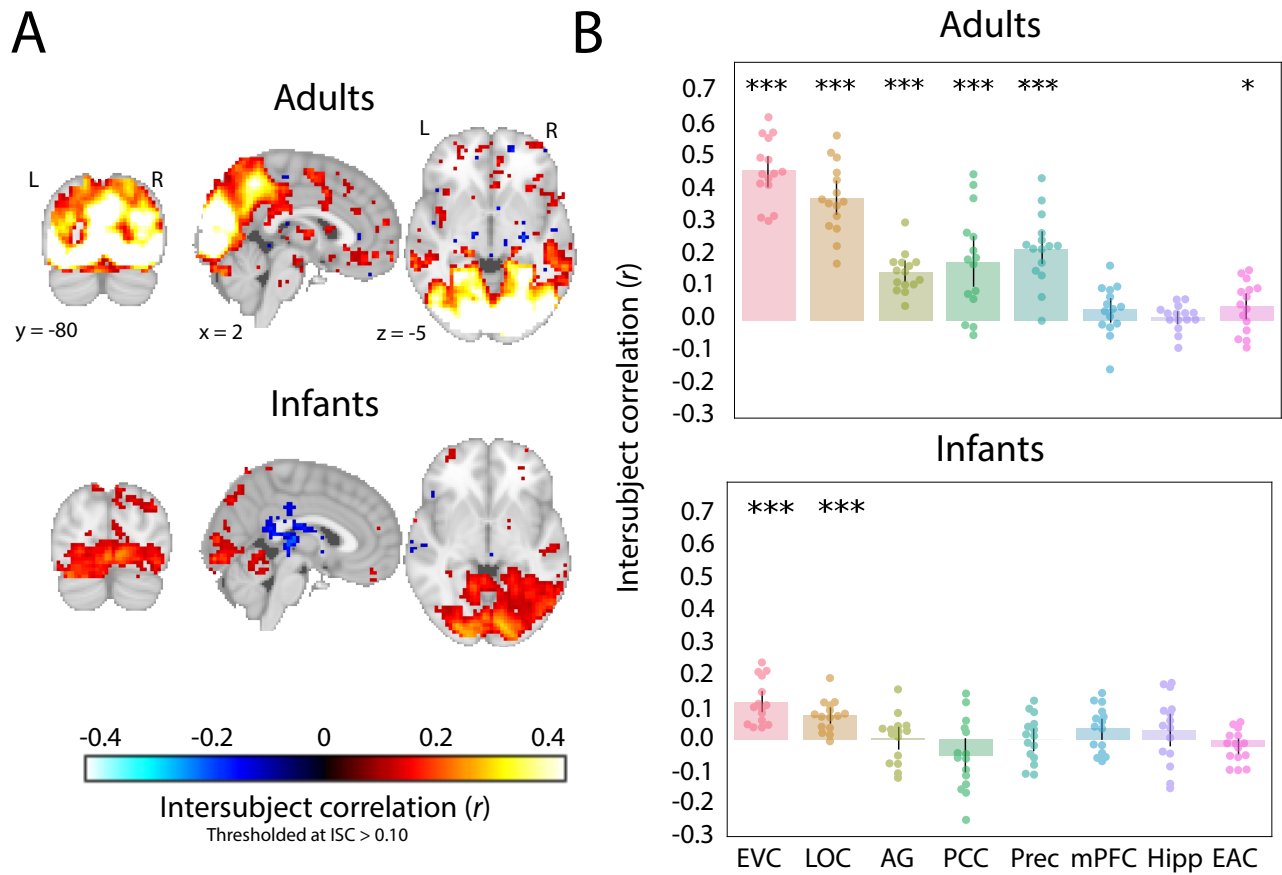 A
Adults
L
R
L
R
y = -80
x = 2
z = -5
Infants
-0.4
-0.2
0
0.2
0.4
Intersubject correlation (r)
Thresholded at ISC > 0.10
B
Adults
Intersubject correlation (r)
0.7
0.6
0.5
0.4
0.3
0.2
0.1
0.0
-0.1
-0.2
-0.3
***
***
***
***
***
*
Infants
0.7
0.6
0.5
0.4
0.3
0.2
0.1
0.0
-0.1
-0.2
-0.3
***
***
EVC
LOC
AG
PCC
Prec
mPFC
Hipp
EAC